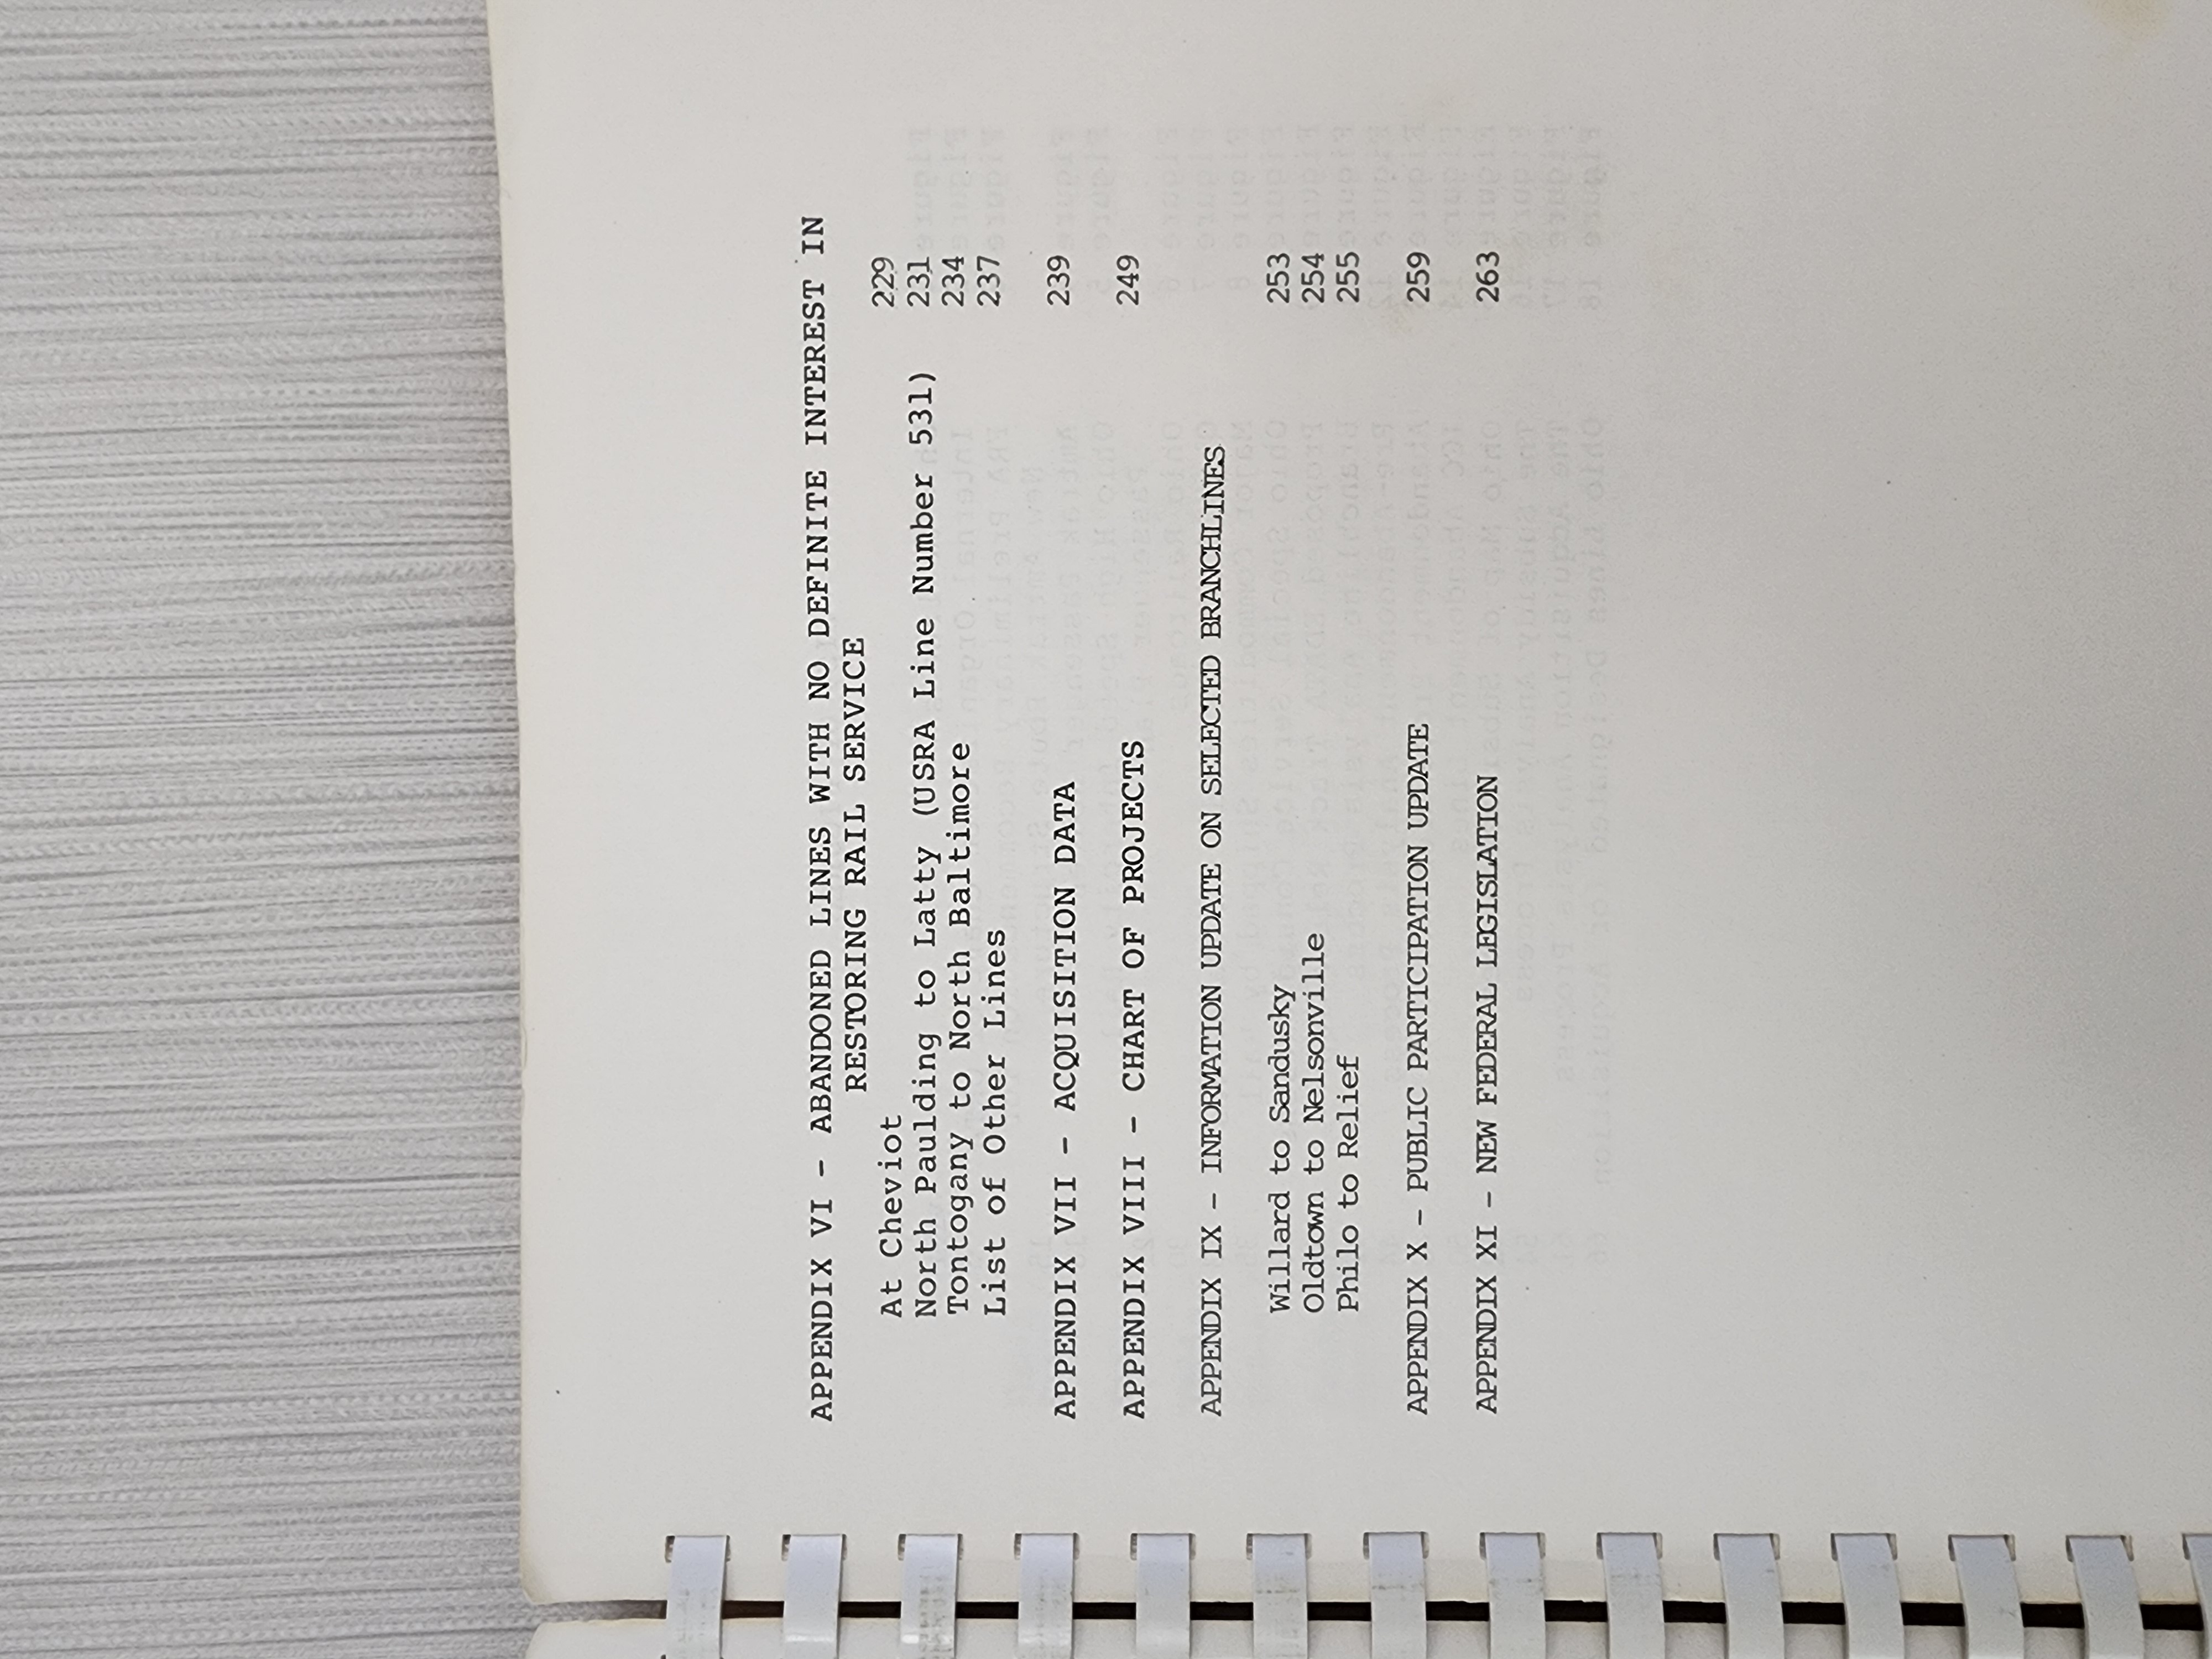 APPENDIX VI - ABANDONED LINES WITH NO DEFINITE INTEREST IN
RESTORING RAIL SERVICE
At Cheviot 229
North Paulding to Latty (USRA Line Number 531) 231
Tontogany to North Baltimore 234
List of Other Lines 237
APPENDIX VII - ACQUISITION DATA 239
APPENDIX VIII - CHART OF PROJECTS 249
APPENDIX IX - INFORMATION UPDATE ON SELECTED BRANCHLINES
Willard to Sandusky 253
Oldtown to Nelsonville 254
Philo to Relief 255
APPENDIX X - PUBLIC PARTICIPATION UPDATE 259
APPENDIX XI - NEW FEDERAL LEGISLATION 263